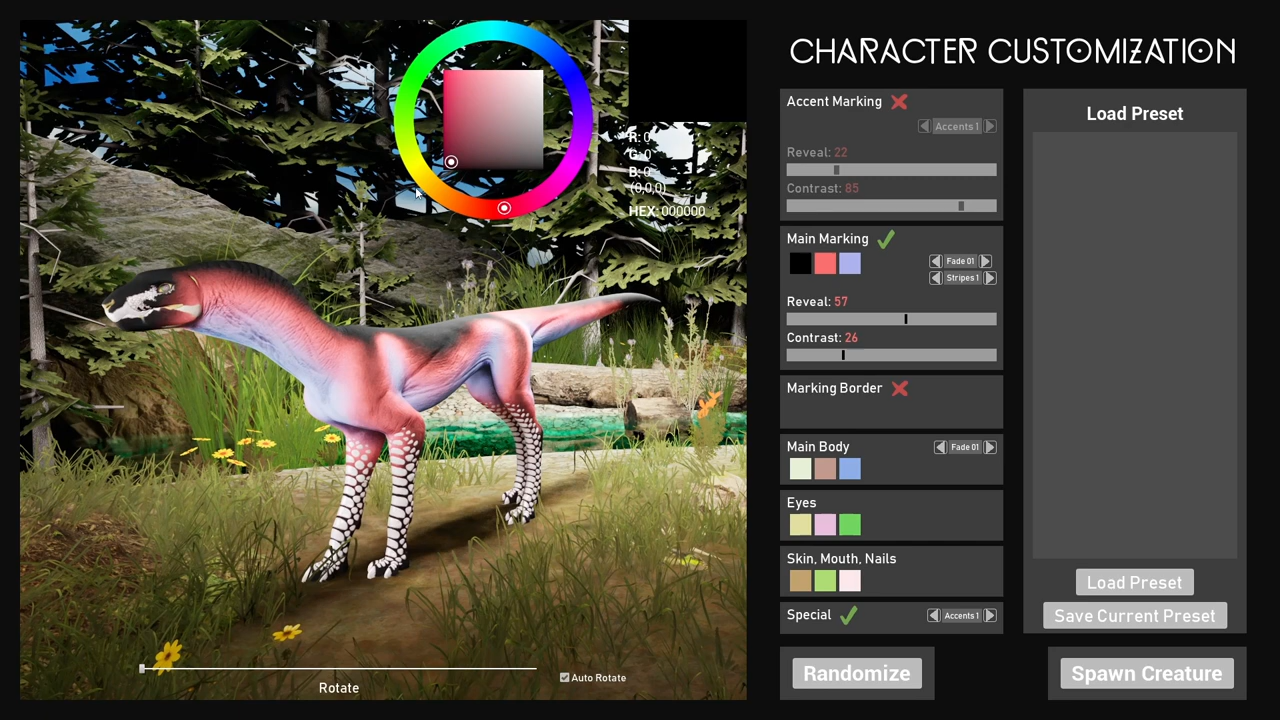 CHARACTER CUSTOMIZATION
Accent Marking
Accents 1
Reveal: 22
Contrast: 85
Main Marking
Fade 01
Stripes 1
Reveal: 57
Contrast: 26
Marking Border
Main Body
Fade 01
Eyes
Skin, Mouth, Nails
Special
Accents 1
Randomize
Load Preset
Load Preset
Save Current Preset
Spawn Creature
R: 0
G: 0
B: 0
(0,0,0)
HEX: 000000
Rotate
Auto Rotate